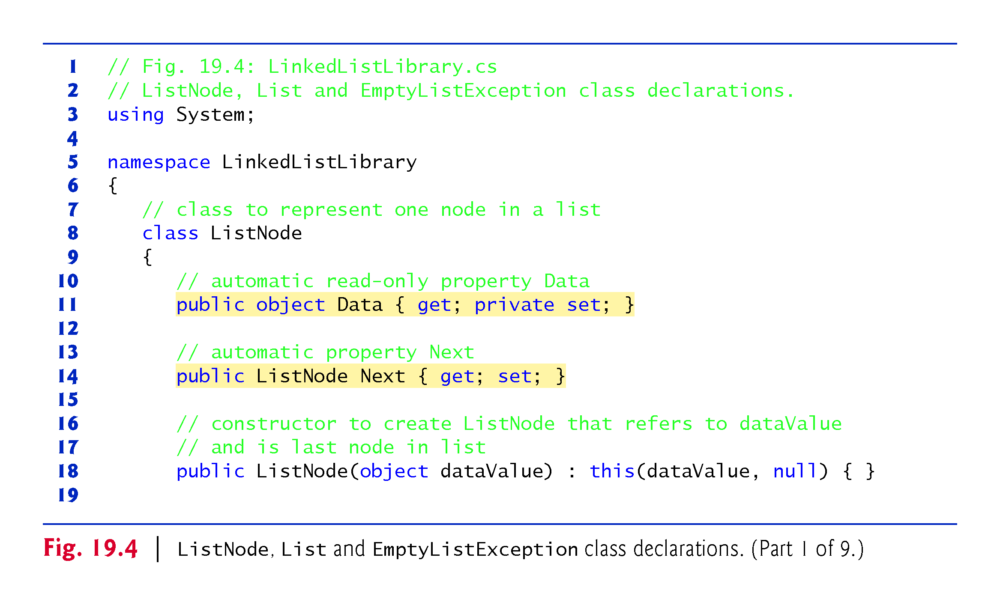 1 // Fig. 19.4: LinkedListLibrary.cs
2 // ListNode, List and EmptyListException class declarations.
3 using System;
4
5 namespace LinkedListLibrary
6 {
7 // class to represent one node in a list
8 class ListNode
9 {
10 // automatic read-only property Data
11 public object Data { get; private set; }
12
13 // automatic property Next
14 public ListNode Next { get; set; }
15
16 // constructor to create ListNode that refers to dataValue
17 // and is last node in list
18 public ListNode(object dataValue) : this(dataValue, null) { }
19
Fig. 19.4 | ListNode, List and EmptyListException class declarations. (Part 1 of 9.)